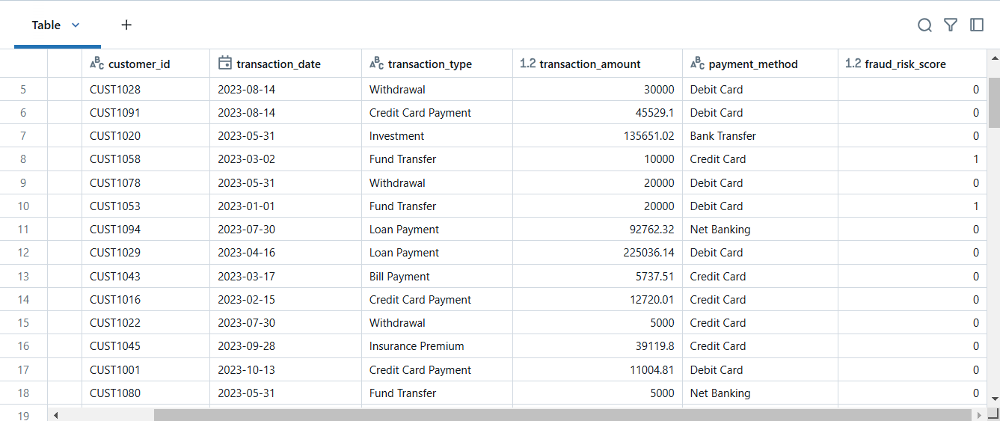 Table
customer_id transaction_date transaction_type 1.2 transaction_amount payment_method 1.2 fraud_risk_score
5 CUST1028 2023-08-14 Withdrawal 30000 Debit Card 0
6 CUST1091 2023-08-14 Credit Card Payment 45529.1 Debit Card 0
7 CUST1020 2023-05-31 Investment 135651.02 Bank Transfer 0
8 CUST1058 2023-03-02 Fund Transfer 10000 Credit Card 1
9 CUST1078 2023-05-31 Withdrawal 20000 Debit Card 0
10 CUST1053 2023-01-01 Fund Transfer 20000 Debit Card 1
11 CUST1094 2023-07-30 Loan Payment 92762.32 Net Banking 0
12 CUST1029 2023-04-16 Loan Payment 225036.14 Debit Card 0
13 CUST1043 2023-03-17 Bill Payment 5737.51 Credit Card 0
14 CUST1016 2023-02-15 Credit Card Payment 12720.01 Credit Card 0
15 CUST1022 2023-07-30 Withdrawal 5000 Credit Card 0
16 CUST1045 2023-09-28 Insurance Premium 39119.8 Credit Card 0
17 CUST1001 2023-10-13 Credit Card Payment 11004.81 Debit Card 0
18 CUST1080 2023-05-31 Fund Transfer 5000 Net Banking 0
19